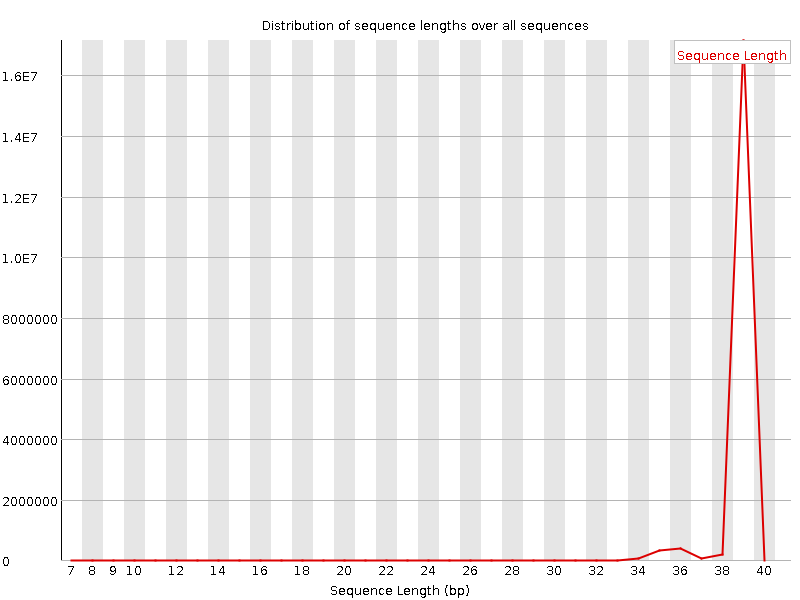 Distribution of sequence lengths over all sequences
Sequence Length
1.6E7
1.4E7
1.2E7
1.0E7
8000000
6000000
4000000
2000000
0
7 8 9 10 12 14 16 18 20 22 24 26 28 30 32 34 36 38 40
Sequence Length (bp)